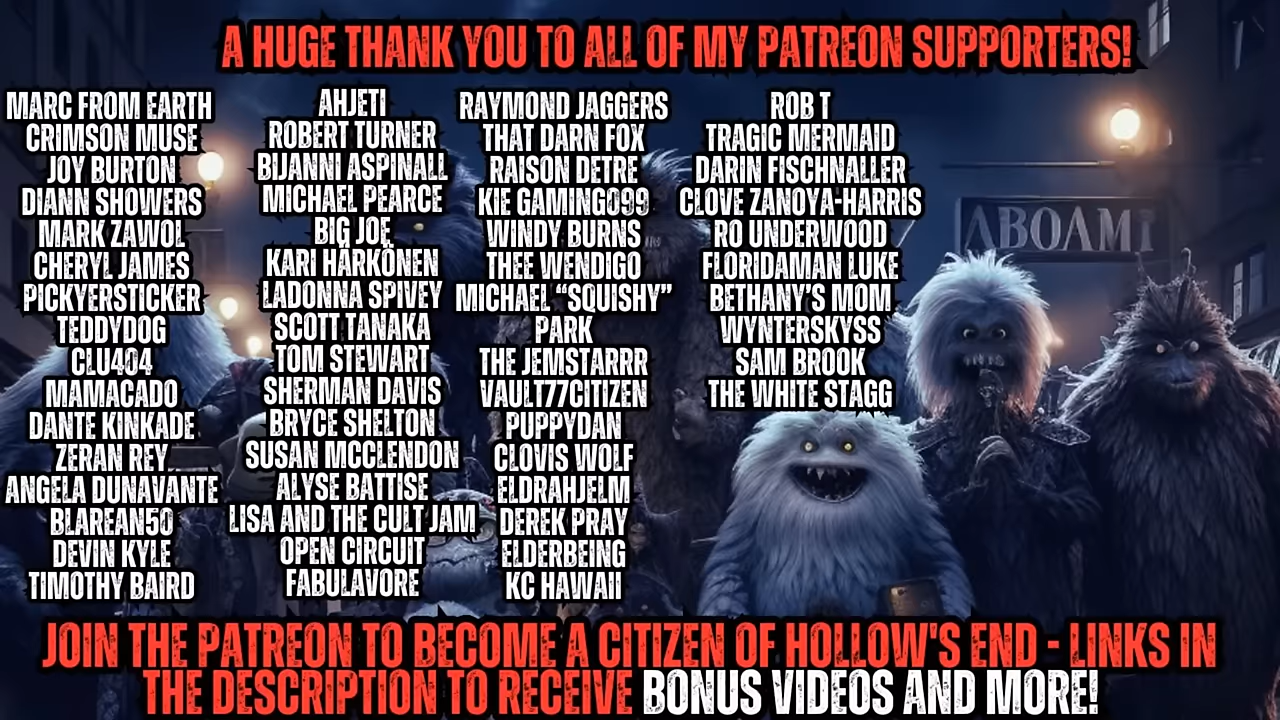 A HUGE THANK YOU TO ALL OF MY PATREON SUPPORTERS!
MARC FROM EARTH
CRIMSON MUSE
JOY BURTON
DIANN SHOWERS
MARK ZAWOL
CHERYL JAMES
PICKYERSTICKER
TEDDYDOG
CLU404
MAMACADO
DANTE KINKADE
ZERAN REY
ANGELA DUNAVANTE
BLAREAN50
DEVIN KYLE
TIMOTHY BAIRD
AHJETI
ROBERT TURNER
BIJANNI ASPINALL
MICHAEL PEARCE
BIG JOE
KARI HÄRKÖNEN
LADONNA SPIVEY
SCOTT TANAKA
TOM STEWART
SHERMAN DAVIS
BRYCE SHELTON
SUSAN MCCLENDON
ALYSE BATTISE
LISA AND THE CULT JAM
OPEN CIRCUIT
FABULAVORE
RAYMOND JAGGERS
THAT DARN FOX
RAISON DETRE
KIE GAMING099
WINDY BURNS
THEE WENDIGO
MICHAEL “SQUISHY”
PARK
THE JEMSTARRR
VAULT77CITIZEN
PUPPYDAN
CLOVIS WOLF
ELDRAHJELM
DEREK PRAY
ELDERBEING
KC HAWAII
ROB T
TRAGIC MERMAID
DARIN FISCHNALLER
CLOVE ZANOYA-HARRIS
RO UNDERWOOD
FLORIDAMAN LUKE
BETHANY'S MOM
WYNTERSKYSS
SAM BROOK
THE WHITE STAGG
ABOAMI
JOIN THE PATREON TO BECOME A CITIZEN OF HOLLOW'S END - LINKS IN
THE DESCRIPTION TO RECEIVE BONUS VIDEOS AND MORE!